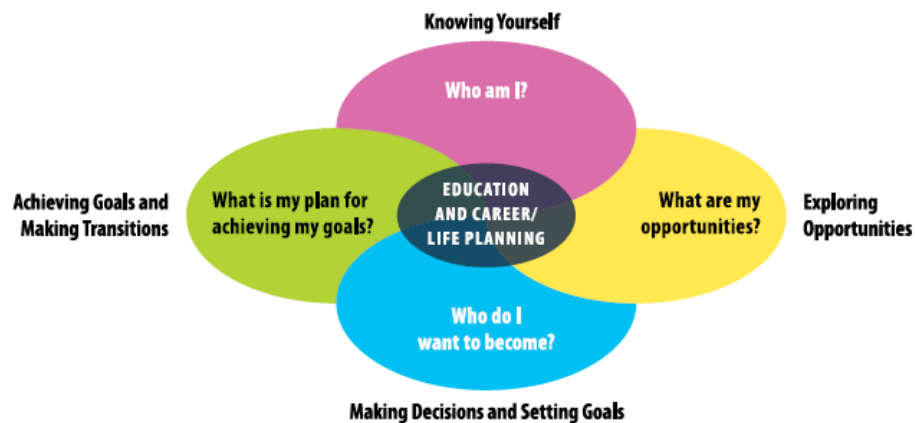 Knowing Yourself
Who am I?
Achieving Goals and
Making Transitions
What is my plan for
achieving my goals?
EDUCATION
AND CAREER/
LIFE PLANNING
What are my
opportunities?
Exploring
Opportunities
Who do I
want to become?
Making Decisions and Setting Goals